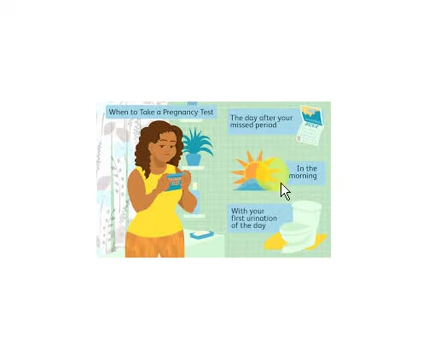 When to Take a Pregnancy Test
The day after your
missed period
In the
morning
With your
first urination
of the day